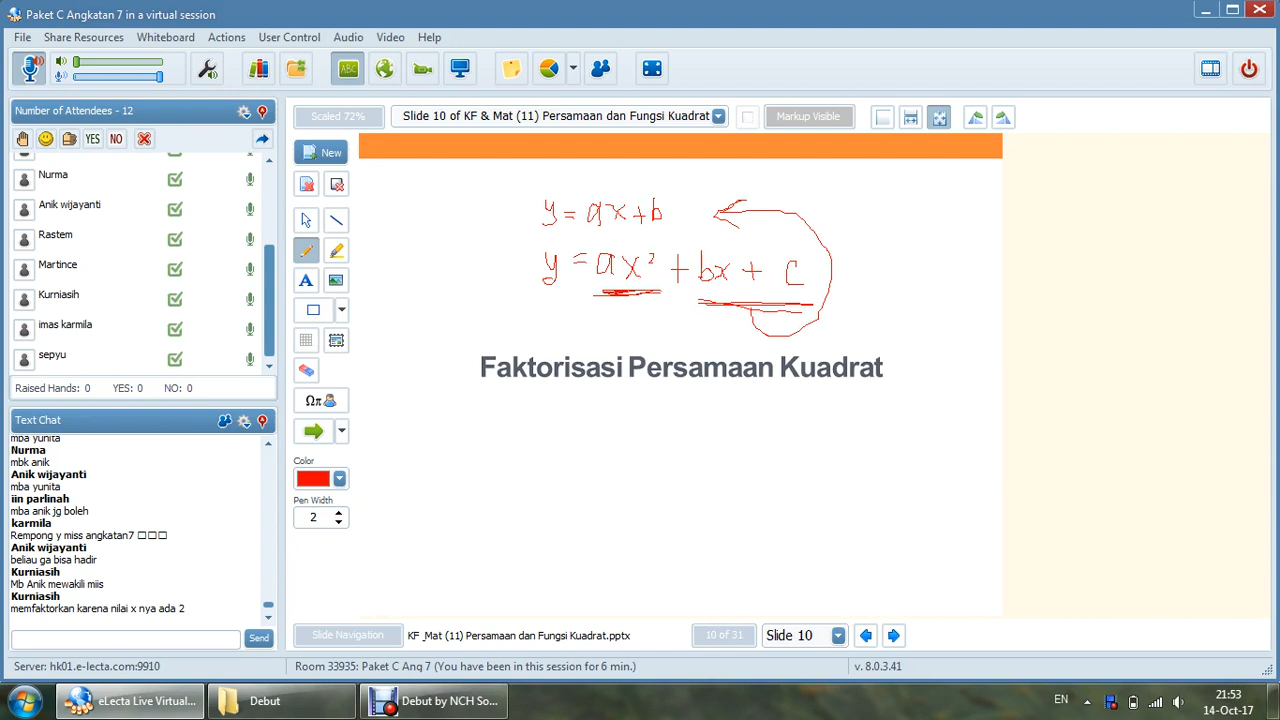 Paket C Angkatan 7 in a virtual session
File Share Resources Whiteboard Actions User Control Audio Video Help
ABC
Number of Attendees - 12
YES NO
Nurma
Anik wijayanti
Rastem
Martince
Kurniasih
imas karmila
sepyu
Raised Hands: 0 YES: 0 NO: 0
Text Chat
mba yunita
Nurma
mbk anik
Anik wijayanti
mba yunita
iin parlinah
mba anik jg boleh
karmila
Rempong y miss angkatan7 □□□
Anik wijayanti
beliau ga bisa hadir
Kurniasih
Mb Anik mewakili miis
Kurniasih
memfaktorkan karena nilai x nya ada 2
Send
Scaled 72% Slide 10 of KF & Mat (11) Persamaan dan Fungsi Kuadrat Markup Visible
New
A
Ωπ
Color
Pen Width
2
y = ax + b
y = ax² + bx + c
Faktorisasi Persamaan Kuadrat
Slide Navigation KF_Mat (11) Persamaan dan Fungsi Kuadrat.pptx 10 of 31 Slide 10
Server: hk01.e-lecta.com:9910 Room 33935: Paket C Ang 7 (You have been in this session for 6 min.) v. 8.0.3.41
eLecta Live Virtual... Debut Debut by NCH So... EN 21:53
14-Oct-17